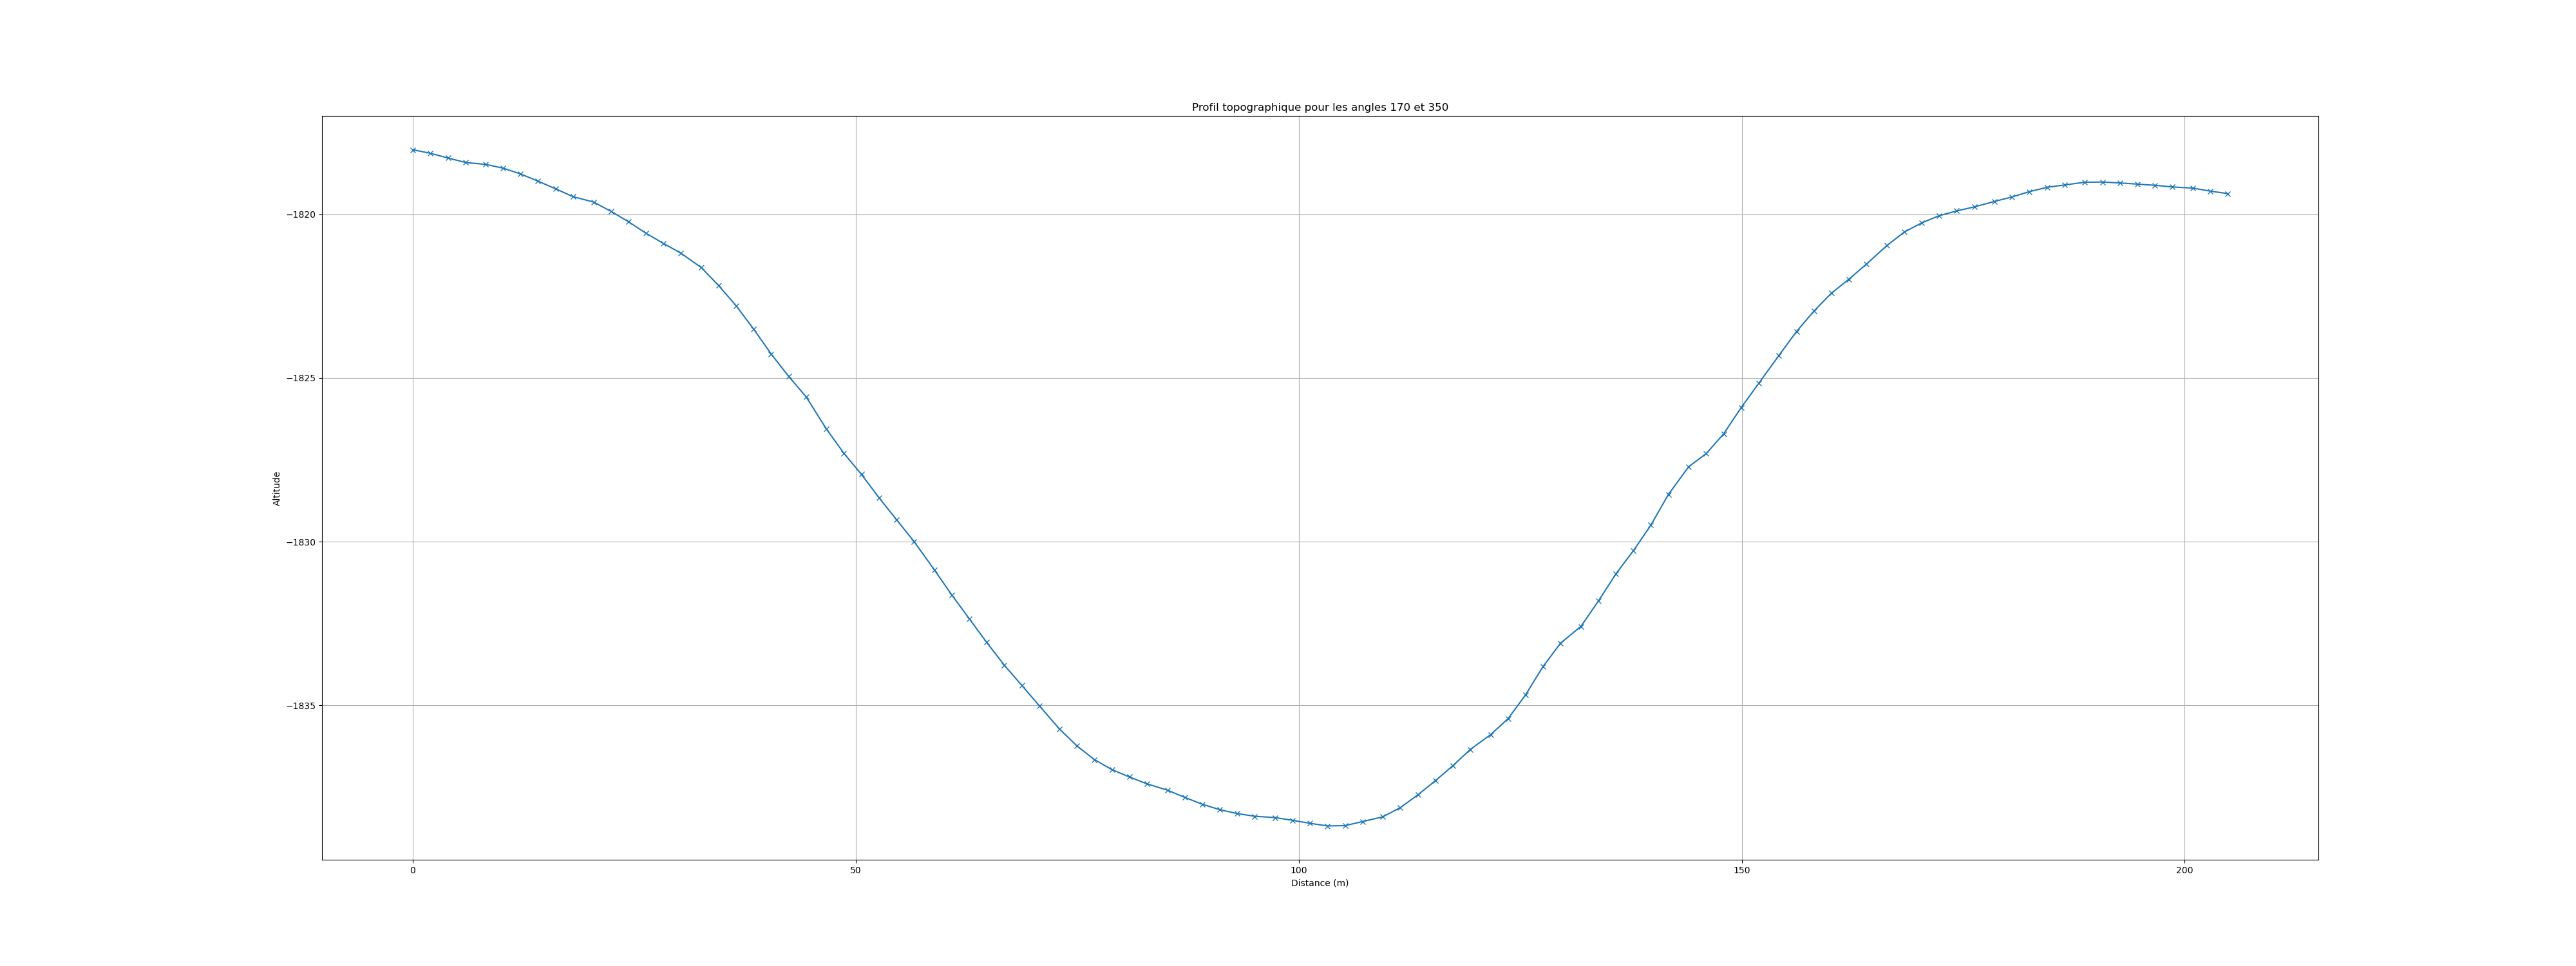 Profil topographique pour les angles 170 et 350
−1820
−1825
−1830
−1835
Altitude
0 50 100 150 200
Distance (m)